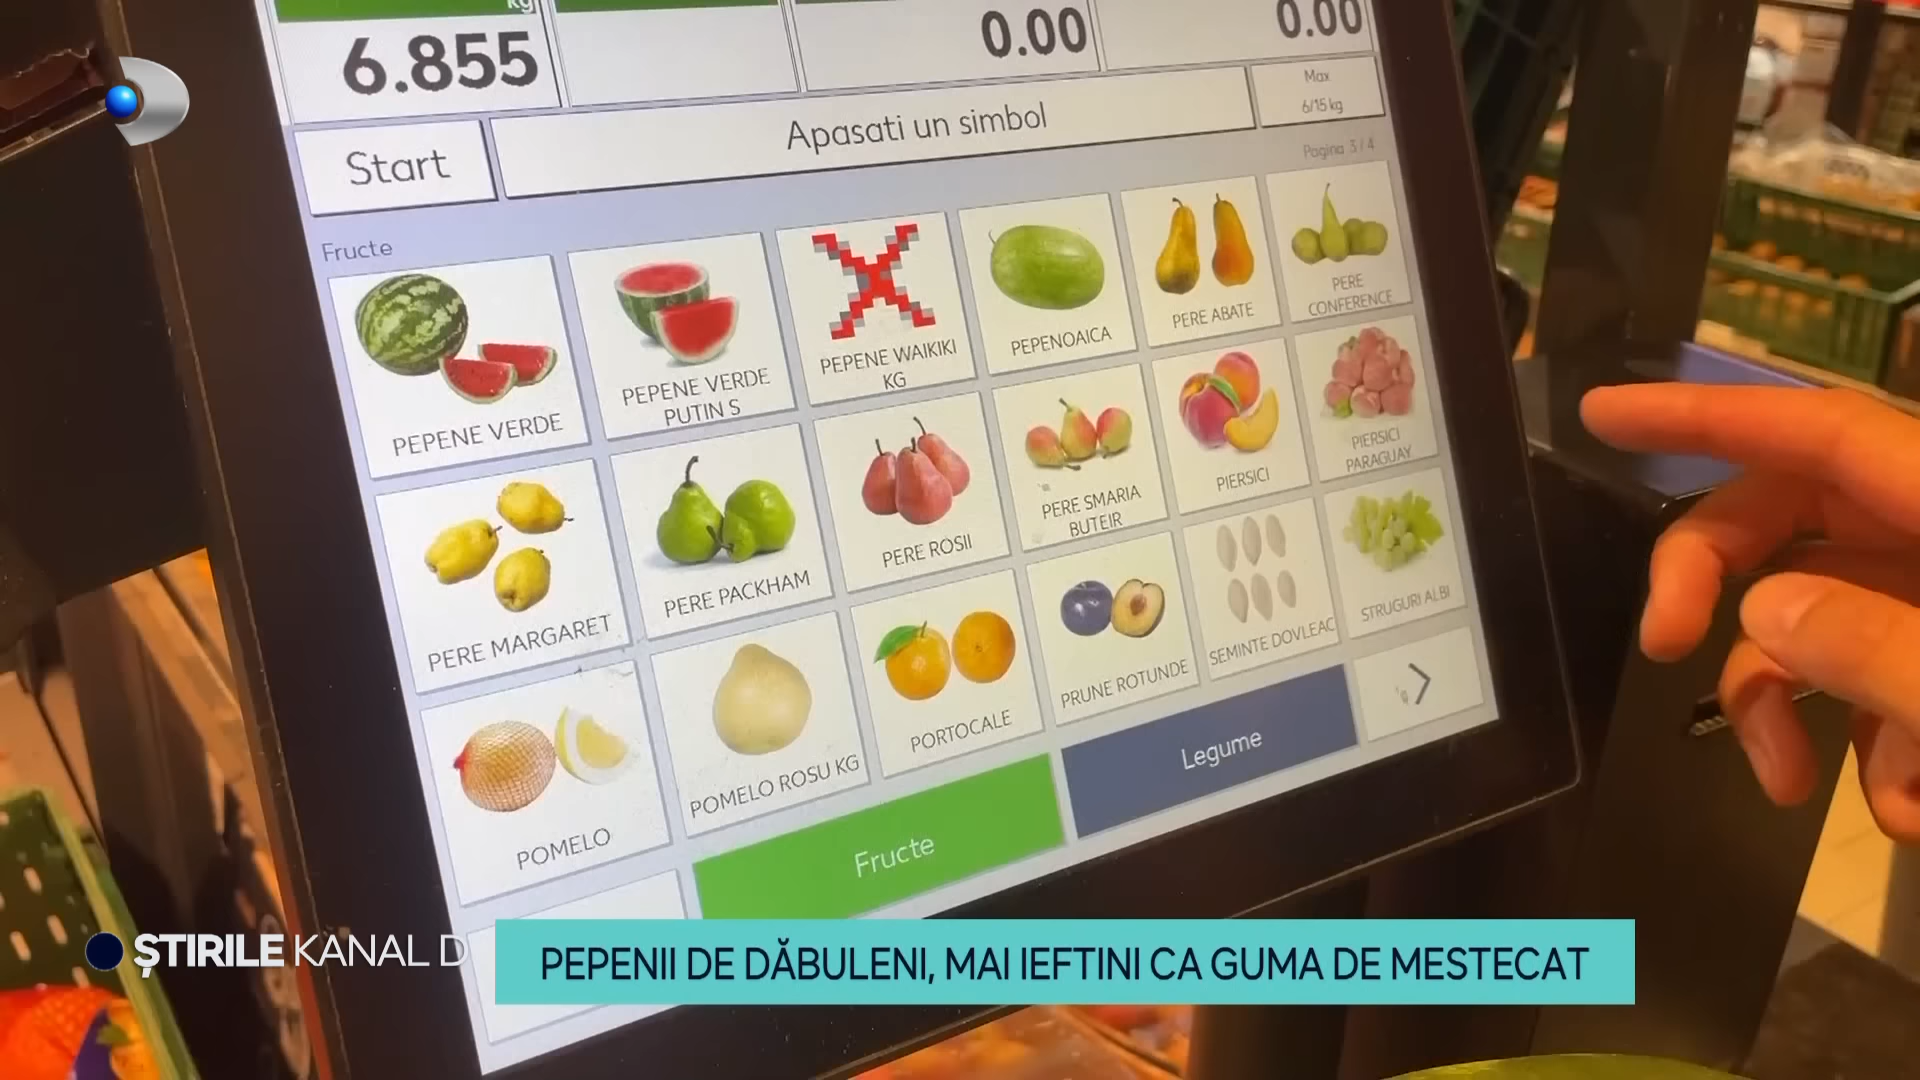 kg
6.855
0.00
0.00
Start
Apasati un simbol
Max
6/15 kg
Pagina 3/4
Fructe
PEPENE VERDE
PEPENE VERDE
PUTIN S
PEPENE WAIKIKI
KG
PEPENOAICA
PERE ABATE
PERE
CONFERENCE
PERE MARGARET
PERE PACKHAM
PERE ROSII
PERE SMARIA
BUTEIR
PIERSICI
PIERSICI
PARAGUAY
POMELO
POMELO ROSU KG
PORTOCALE
PRUNE ROTUNDE
SEMINTE DOVLEAC
STRUGURI ALBI
Fructe
Legume
ȘTIRILE KANAL D
PEPENII DE DĂBULENI, MAI IEFTINI CA GUMA DE MESTECAT